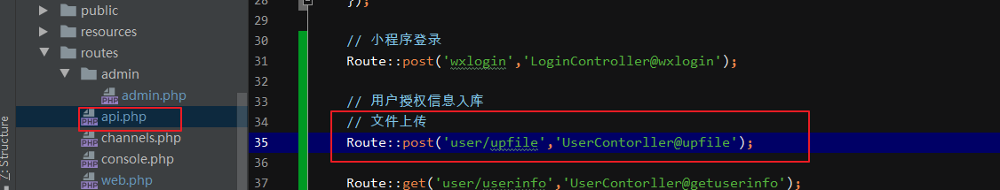 public
resources
routes
admin
admin.php
api.php
channels.php
console.php
web.php
Z: Structure
28 });
29
30 // 小程序登录
31 Route::post('wxlogin','LoginController@wxlogin');
32
33 // 用户授权信息入库
34 // 文件上传
35 Route::post('user/upfile','UserContorller@upfile');
36
37 Route::get('user/userinfo','UserContorller@getuserinfo');